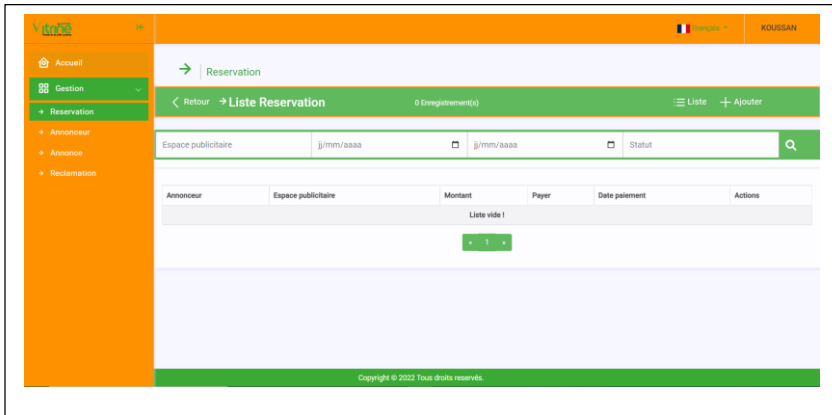 Vitrine
Français
KOUSSAN
Accueil
Gestion
Reservation
Annonceur
Annonce
Reclamation
Reservation
Retour
Liste Reservation
0 Enregistrement(s)
Liste
Ajouter
Espace publicitaire
jj/mm/aaaa
jj/mm/aaaa
Statut
Annonceur Espace publicitaire Montant Payer Date paiement Actions
Liste vide !
« 1 »
Copyright © 2022 Tous droits reservés.